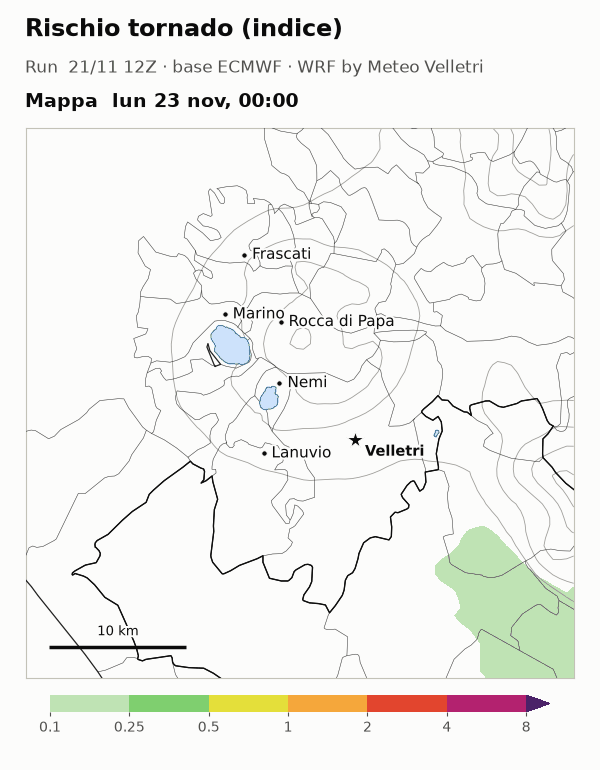 Rischio tornado (indice)
Run  21/11 12Z · base ECMWF · WRF by Meteo Velletri
Mappa  lun 23 nov, 00:00
Frascati
Marino
Rocca di Papa
Nemi
Velletri
Lanuvio
10 km
0.1 0.25 0.5 1 2 4 8